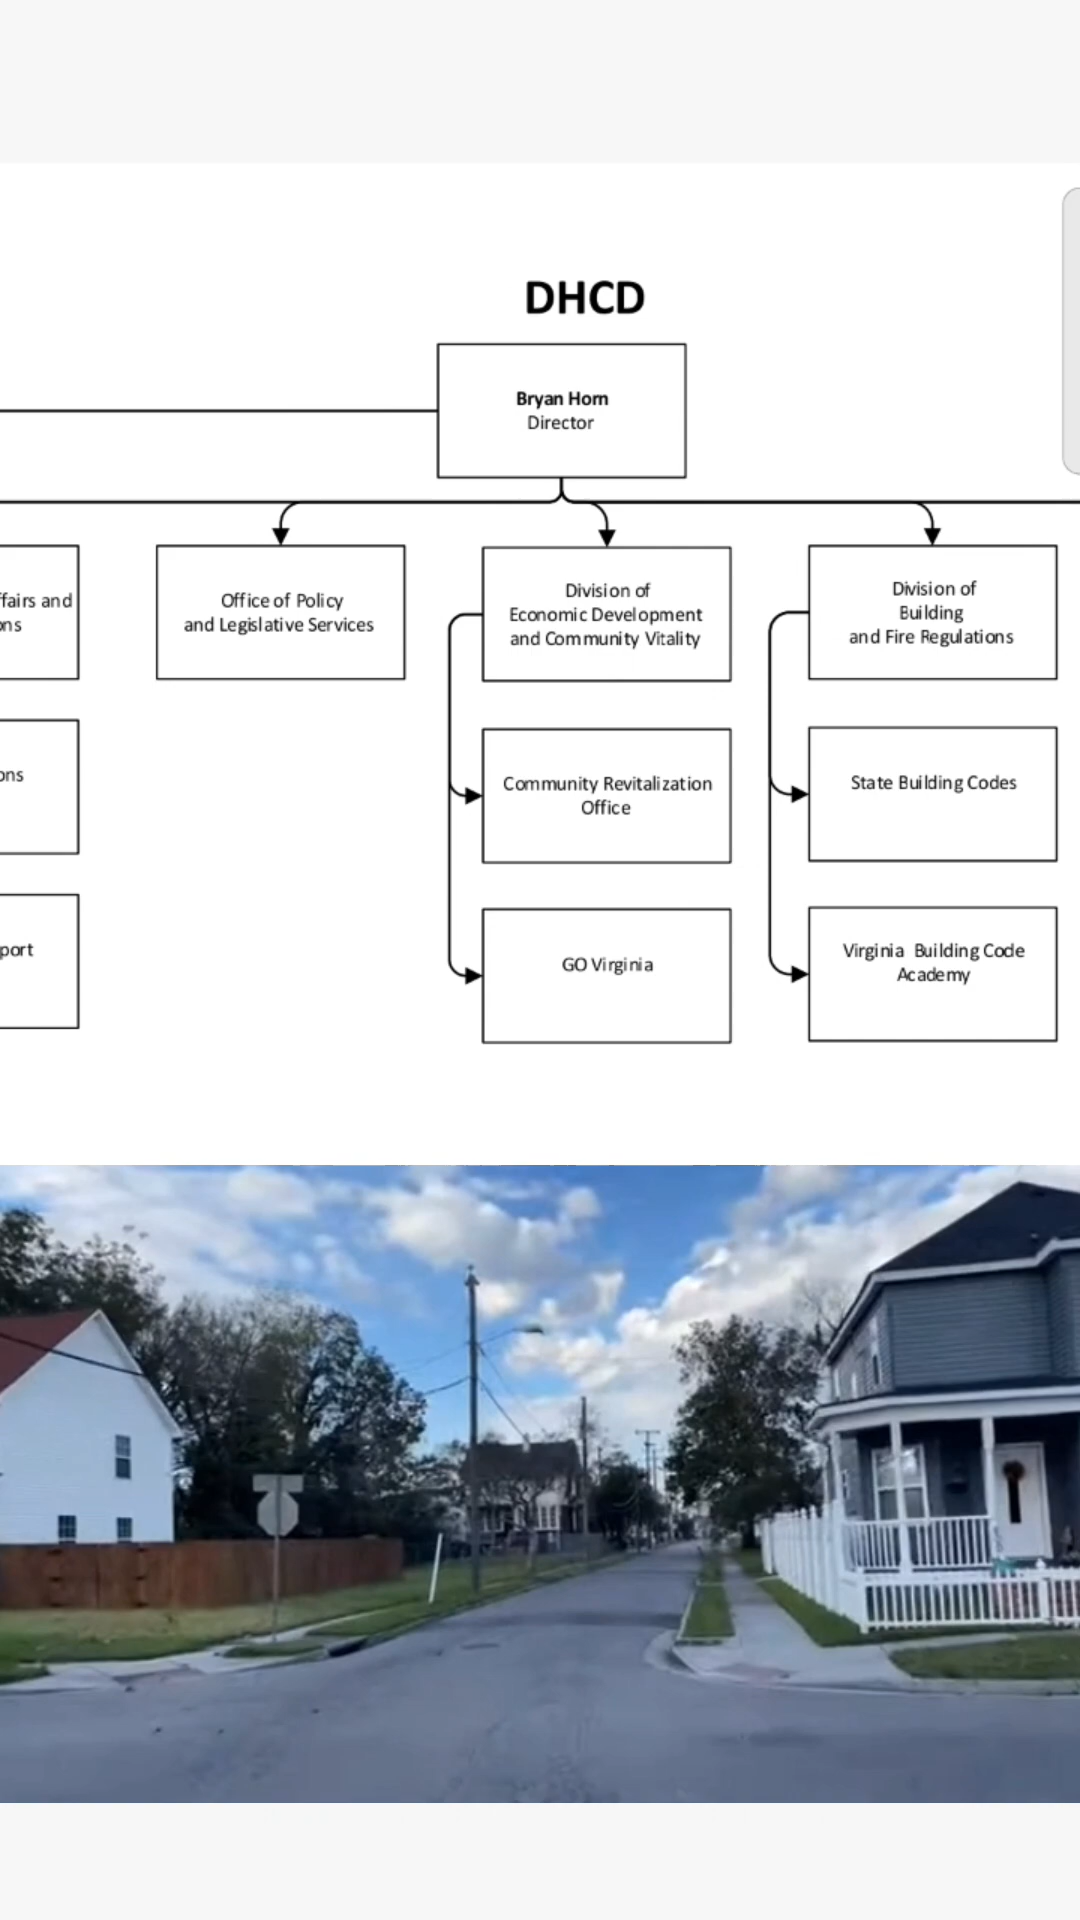 DHCD
Bryan Horn
Director
and
Office of Policy
and Legislative Services
Division of
Economic Development
and Community Vitality
Division of
Building
and Fire Regulations
Community Revitalization
Office
State Building Codes
GO Virginia
Virginia Building Code
Academy